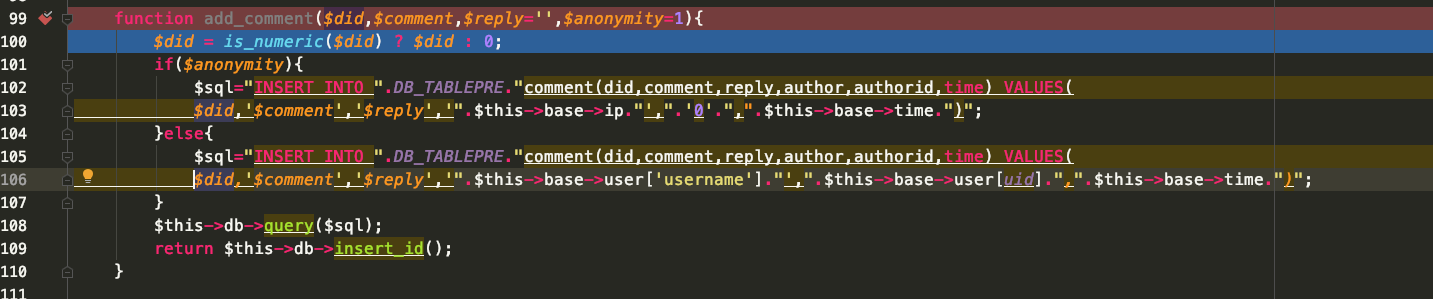 99 function add_comment($did,$comment,$reply='',$anonymity=1){
100 $did = is_numeric($did) ? $did : 0;
101 if($anonymity){
102 $sql="INSERT INTO ".DB_TABLEPRE."comment(did,comment,reply,author,authorid,time) VALUES(
103 $did,'$comment','$reply','".$this->base->ip."',".'0'.",".$this->base->time.")";
104 }else{
105 $sql="INSERT INTO ".DB_TABLEPRE."comment(did,comment,reply,author,authorid,time) VALUES(
106 $did,'$comment','$reply','".$this->base->user['username']."',".$this->base->user[uid].",".$this->base->time.")";
107 }
108 $this->db->query($sql);
109 return $this->db->insert_id();
110 }
111